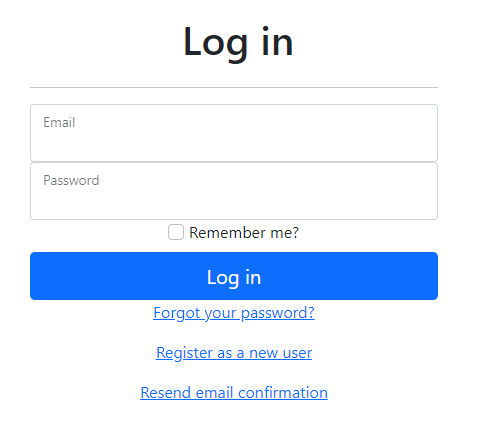 Log in
Email
Password
Remember me?
Log in
Forgot your password?
Register as a new user
Resend email confirmation